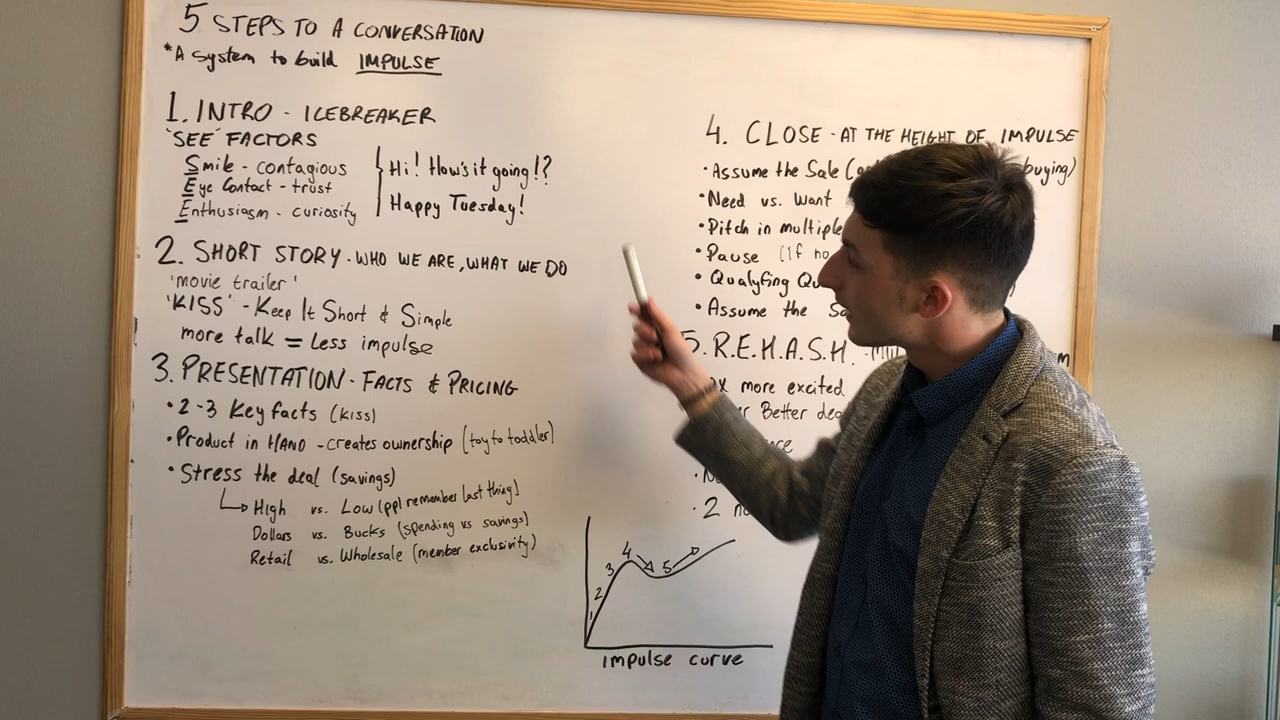 5 STEPS TO A CONVERSATION
*A System to build IMPULSE
1. INTRO - ICEBREAKER
'SEE' FACTORS
Smile - contagious
Eye Contact - trust
Enthusiasm - curiosity
Hi! How's it going!?
Happy Tuesday!
2. SHORT STORY - WHO WE ARE, WHAT WE DO
'movie trailer'
'KISS' - Keep It Short & Simple
more talk = Less impulse
3. PRESENTATION - FACTS & PRICING
• 2-3 Key facts (KISS)
• Product in HAND - creates ownership (toy to toddler)
• Stress the deal (savings)
High vs. Low (ppl remember last thing)
Dollars vs. Bucks (spending vs savings)
Retail vs. Wholesale (member exclusivity)
4. CLOSE - AT THE HEIGHT OF IMPULSE
• Assume the Sale buying)
• Need vs. Want
• Pitch in multiple
• Pause (if
• Qualyfing
• Assume the
5. R.E.H.A.S.H.
more excited
Better
2
1 2 3 4 5
Impulse curve